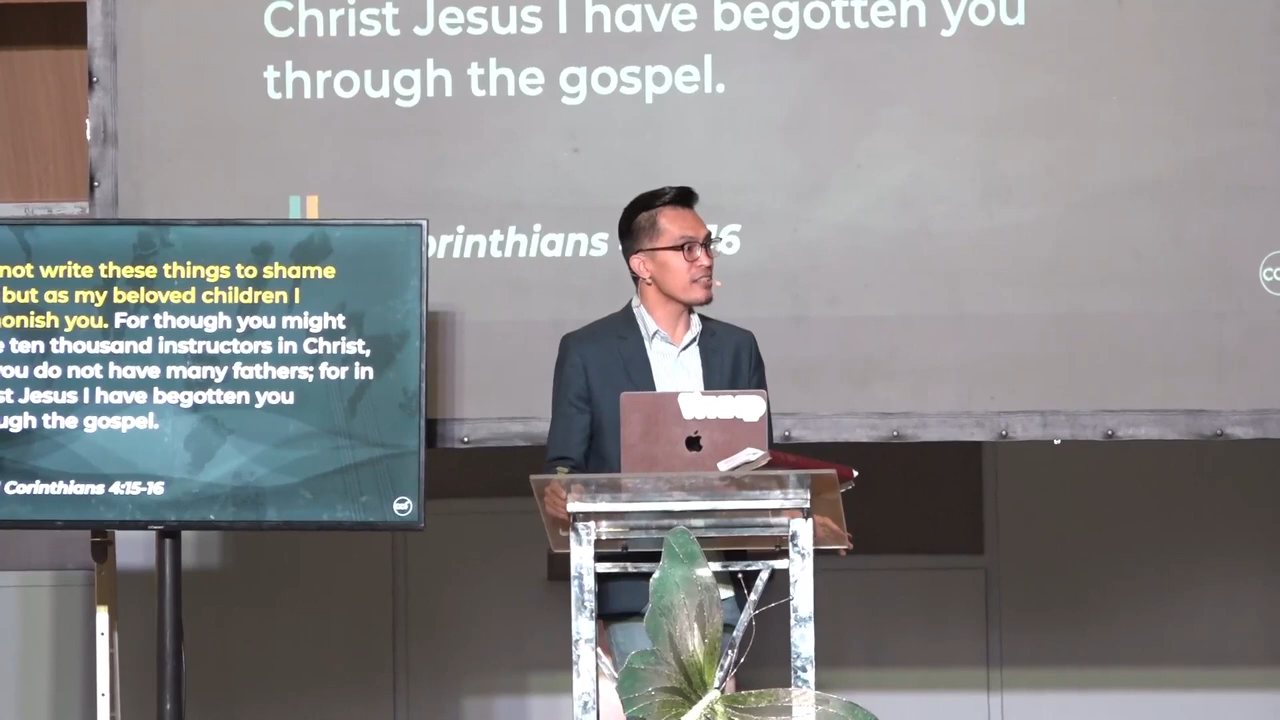 Christ Jesus I have begotten you
through the gospel.
orinthians
not write these things to shame
but as my beloved children I
onish you. For though you might
ten thousand instructors in Christ,
you do not have many fathers; for in
st Jesus I have begotten you
ugh the gospel.
Corinthians 4:15-16